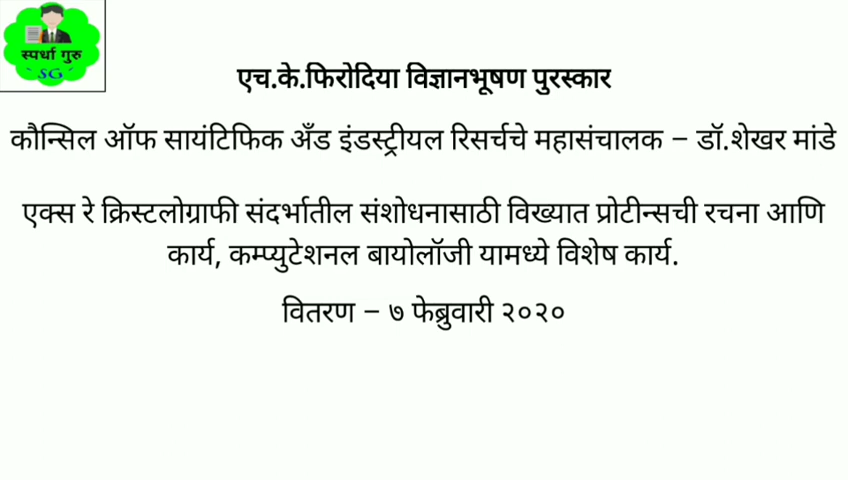 स्पर्धा गुरु
SG
एच.के.फिरोदिया विज्ञानभूषण पुरस्कार
कौन्सिल ऑफ सायंटिफिक अँड इंडस्ट्रीयल रिसर्चचे महासंचालक – डॉ.शेखर मांडे
एक्स रे क्रिस्टलोग्राफी संदर्भातील संशोधनासाठी विख्यात प्रोटीन्सची रचना आणि
कार्य, कम्प्युटेशनल बायोलॉजी यामध्ये विशेष कार्य.
वितरण – ७ फेब्रुवारी २०२०